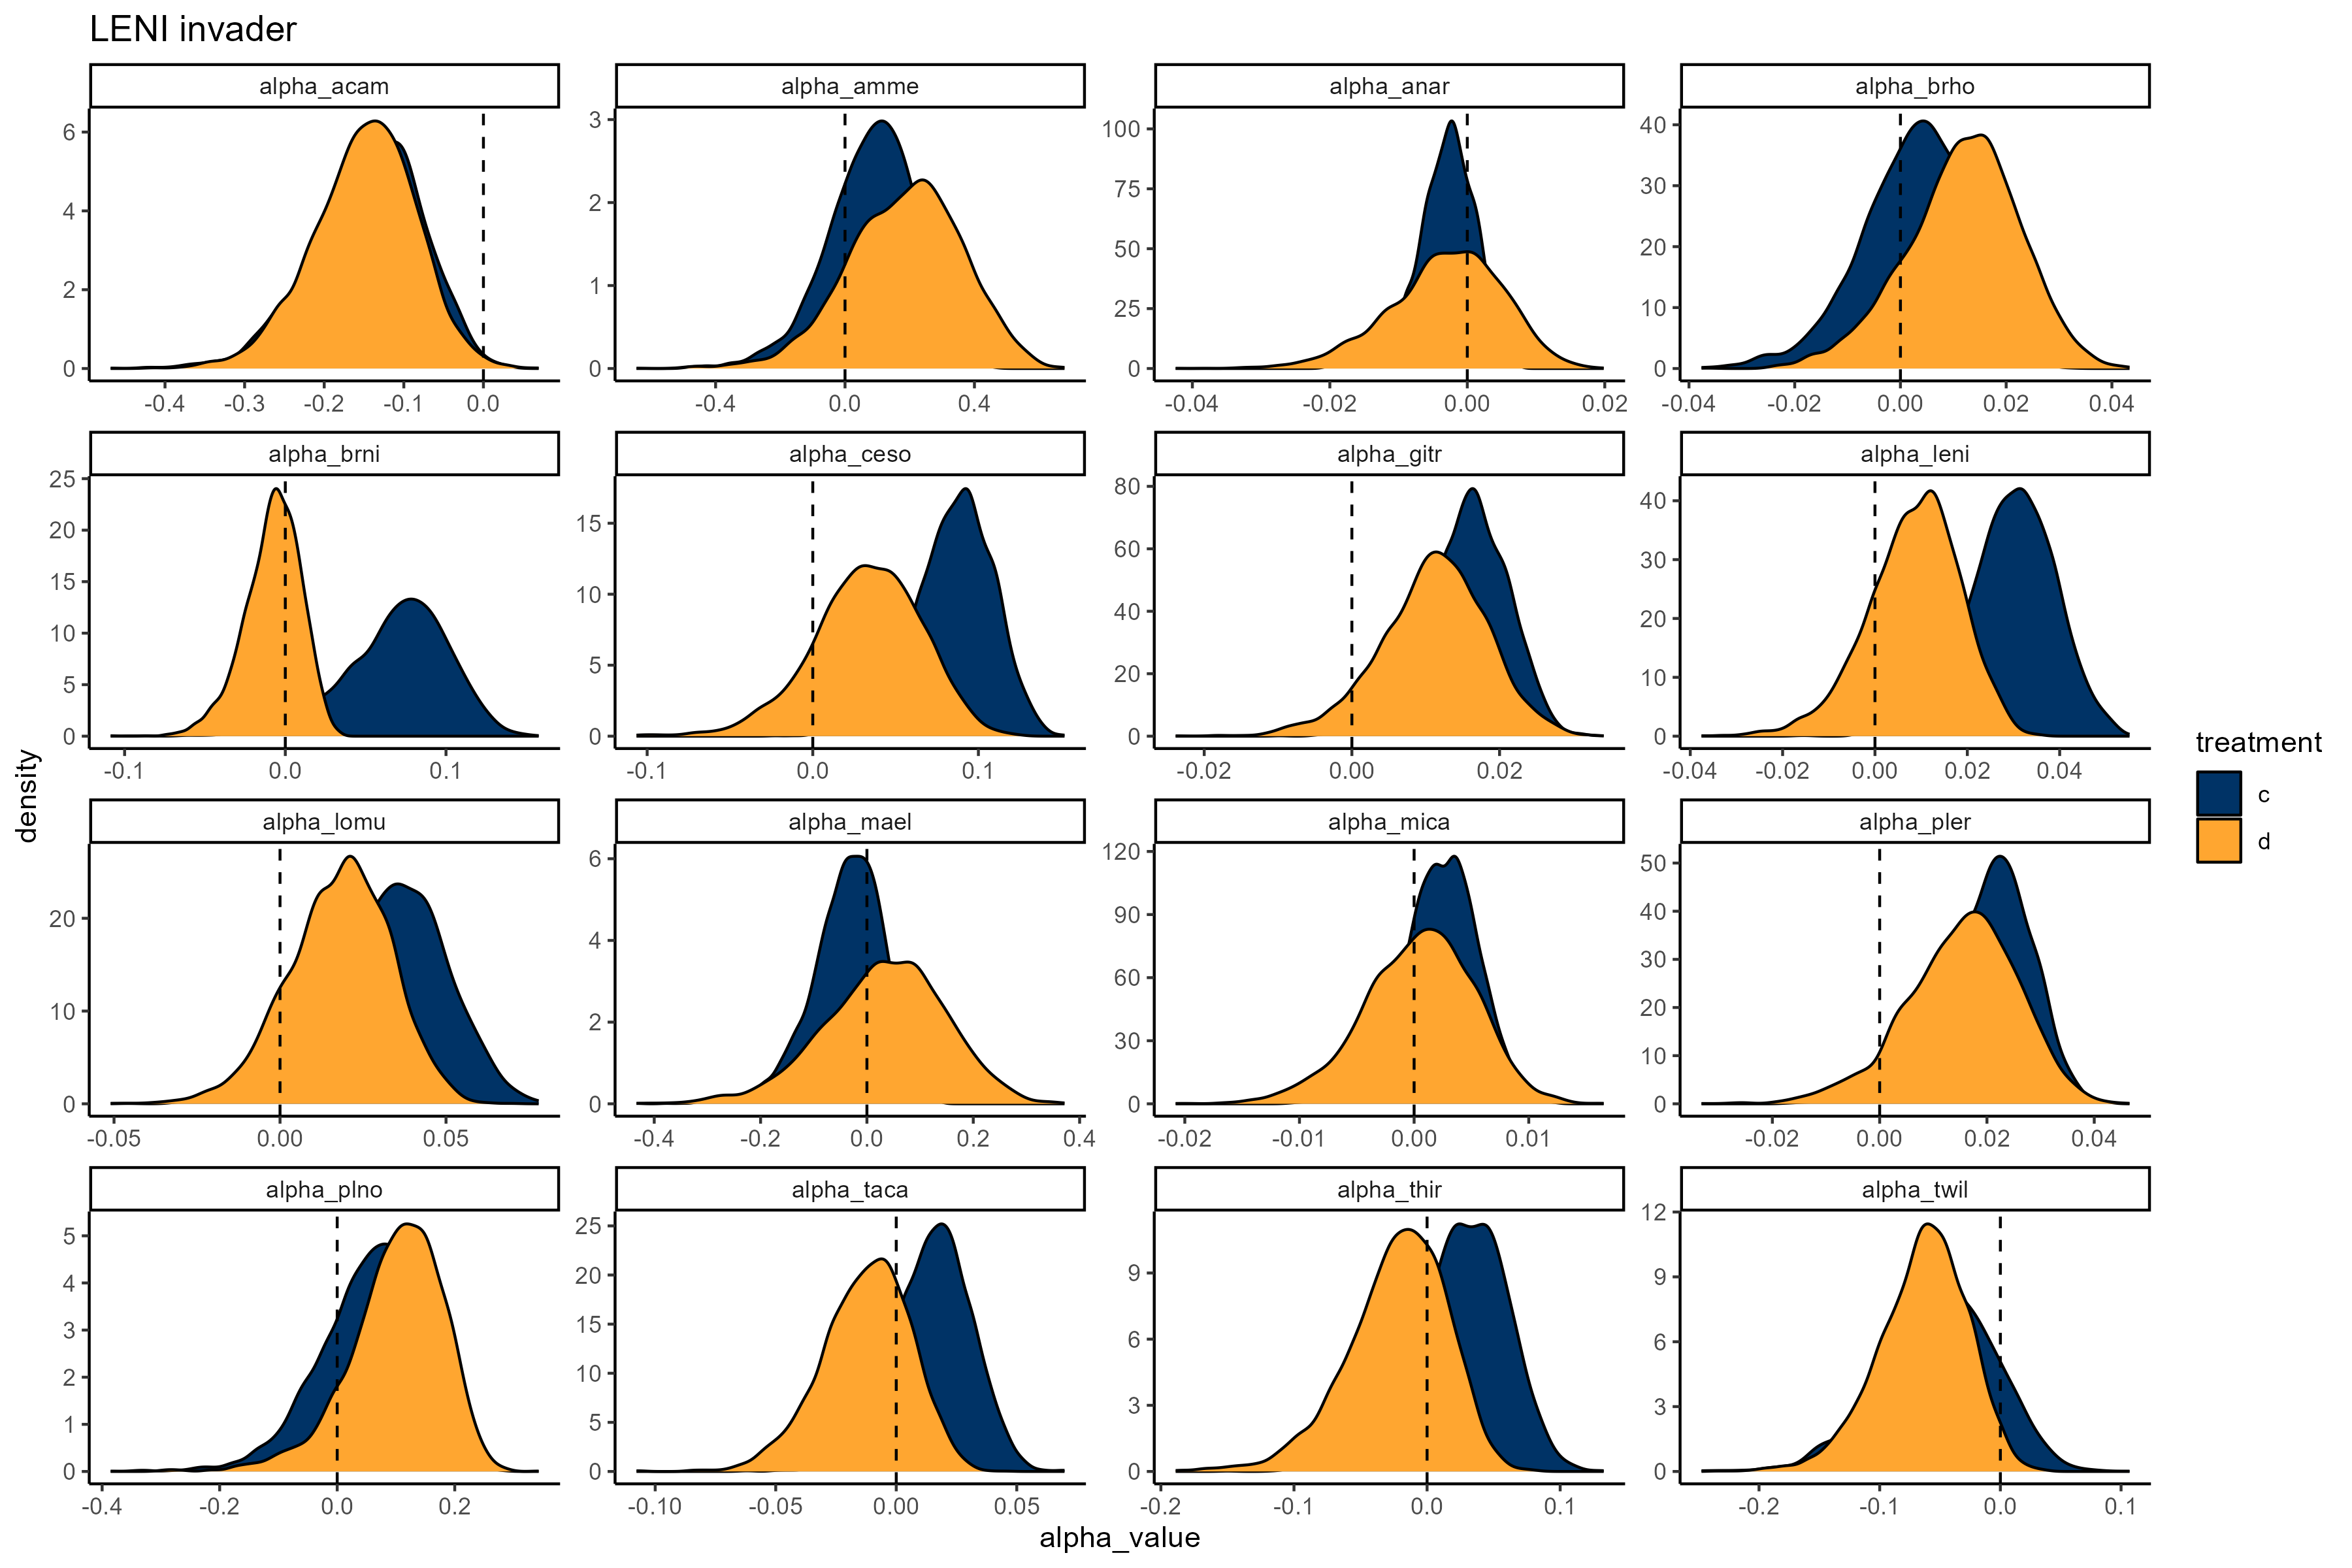 LENI invader
alpha_acam alpha_amme alpha_anar alpha_brho
6 4 2 0
3 2 1 0
100 75 50 25 0
40 30 20 10 0
-0.4 -0.3 -0.2 -0.1 0.0
-0.4 0.0 0.4
-0.04 -0.02 0.00 0.02
-0.04 -0.02 0.00 0.02 0.04
alpha_brni alpha_ceso alpha_gitr alpha_leni
25 20 15 10 5 0
15 10 5 0
80 60 40 20 0
40 30 20 10 0
-0.1 0.0 0.1
-0.1 0.0 0.1
-0.02 0.00 0.02
-0.04 -0.02 0.00 0.02 0.04
alpha_lomu alpha_mael alpha_mica alpha_pler
20 10 0
6 4 2 0
120 90 60 30 0
50 40 30 20 10 0
-0.05 0.00 0.05
-0.4 -0.2 0.0 0.2 0.4
-0.02 -0.01 0.00 0.01
-0.02 0.00 0.02 0.04
alpha_plno alpha_taca alpha_thir alpha_twil
5 4 3 2 1 0
25 20 15 10 5 0
9 6 3 0
12 9 6 3 0
-0.4 -0.2 0.0 0.2
-0.10 -0.05 0.00 0.05
-0.2 -0.1 0.0 0.1
-0.2 -0.1 0.0 0.1
density
alpha_value
treatment
c
d